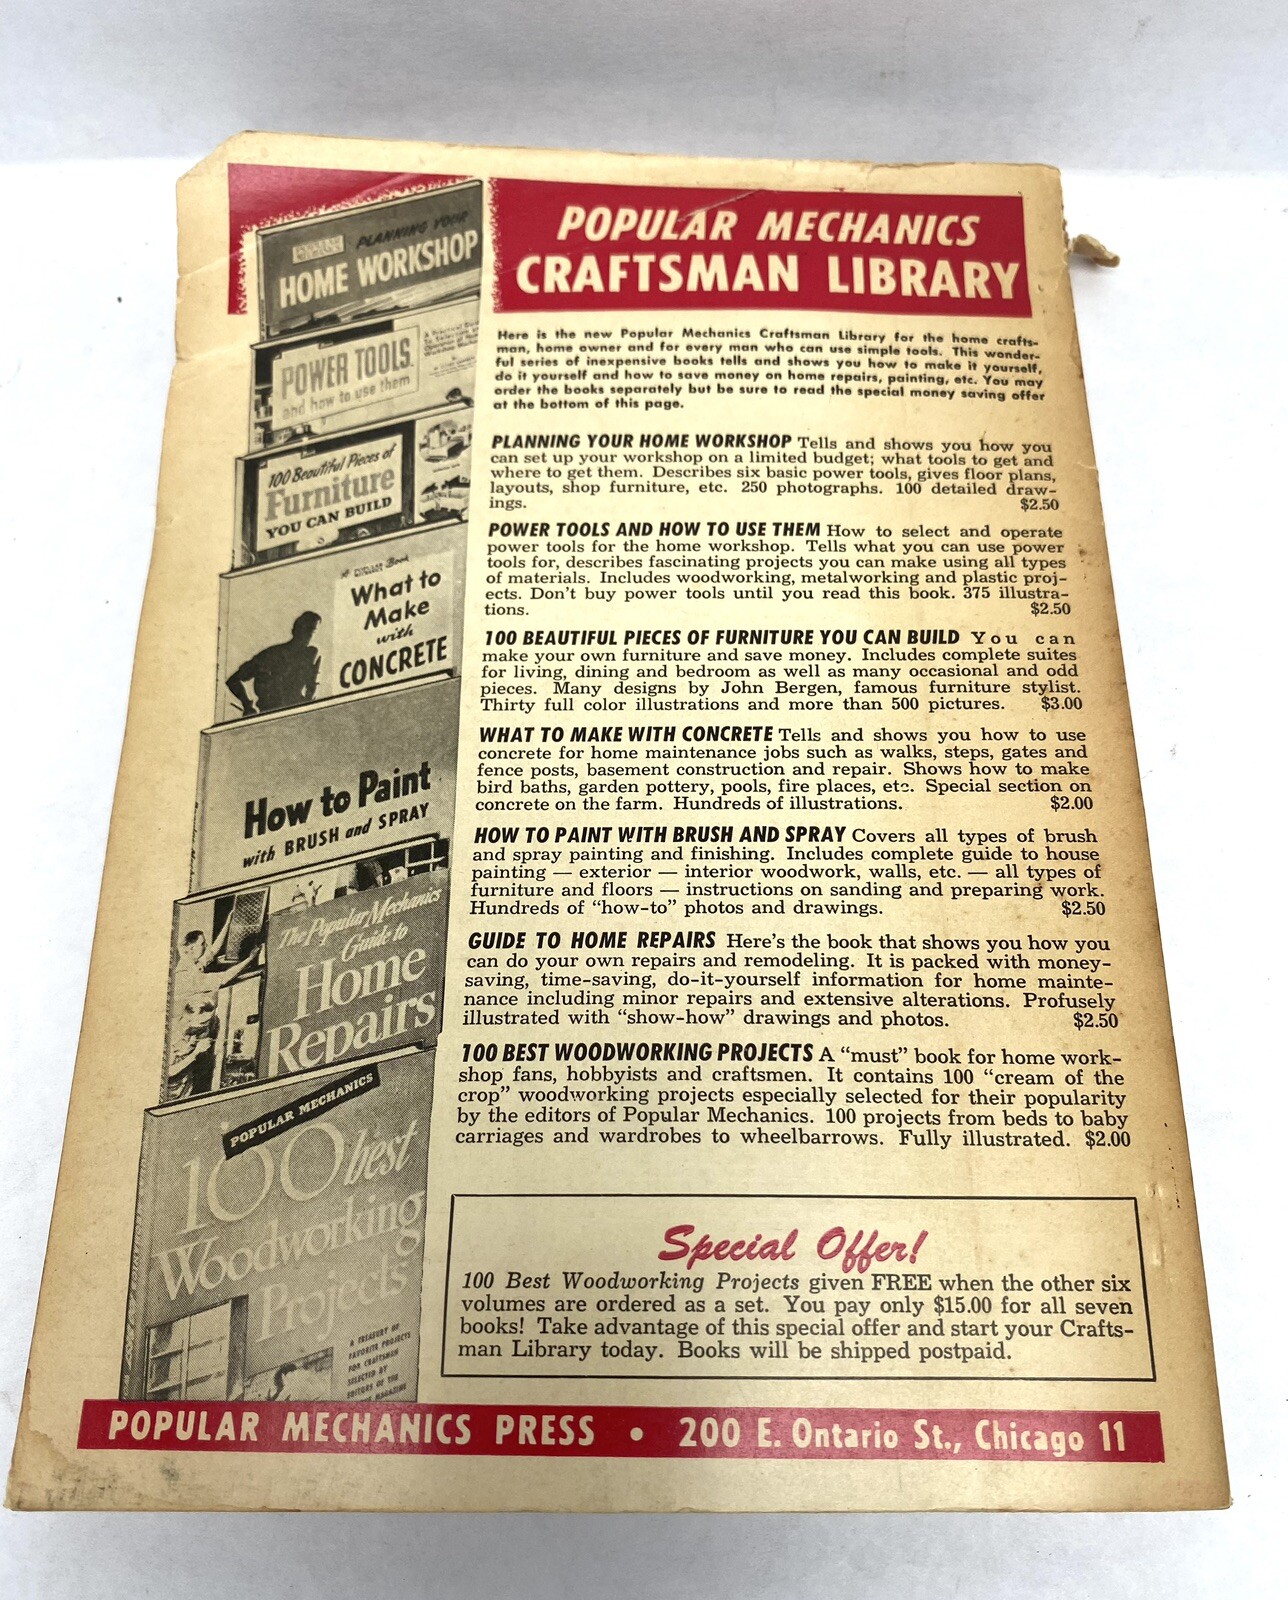 POPULAR MECHANICS
CRAFTSMAN LIBRARY
Here is the new Popular Mechanics Craftsman Library for the home crafts-
man, home owner and for every man who can use simple tools. This wonder-
ful series of inexpensive books tells and shows you how to make it yourself,
do it yourself and how to save money on home repairs, painting, etc. You may
order the books separately but be sure to read the special money saving offer
at the bottom of this page.
PLANNING YOUR HOME WORKSHOP Tells and shows you how you
can set up your workshop on a limited budget; what tools to get and
where to get them. Describes six basic power tools, gives floor plans,
layouts, shop furniture, etc. 250 photographs. 100 detailed draw-
ings. $2.50
POWER TOOLS AND HOW TO USE THEM How to select and operate
power tools for the home workshop. Tells what you can use power
tools for, describes fascinating projects you can make using all types
of materials. Includes woodworking, metalworking and plastic proj-
ects. Don't buy power tools until you read this book. 375 illustra-
tions. $2.50
100 BEAUTIFUL PIECES OF FURNITURE YOU CAN BUILD You can
make your own furniture and save money. Includes complete suites
for living, dining and bedroom as well as many occasional and odd
pieces. Many designs by John Bergen, famous furniture stylist.
Thirty full color illustrations and more than 500 pictures. $3.00
WHAT TO MAKE WITH CONCRETE Tells and shows you how to use
concrete for home maintenance jobs such as walks, steps, gates and
fence posts, basement construction and repair. Shows how to make
bird baths, garden pottery, pools, fire places, etc. Special section on
concrete on the farm. Hundreds of illustrations. $2.00
HOW TO PAINT WITH BRUSH AND SPRAY Covers all types of brush
and spray painting and finishing. Includes complete guide to house
painting — exterior — interior woodwork, walls, etc. — all types of
furniture and floors — instructions on sanding and preparing work.
Hundreds of "how-to" photos and drawings. $2.50
GUIDE TO HOME REPAIRS Here's the book that shows you how you
can do your own repairs and remodeling. It is packed with money-
saving, time-saving, do-it-yourself information for home mainte-
nance including minor repairs and extensive alterations. Profusely
illustrated with "show-how" drawings and photos. $2.50
100 BEST WOODWORKING PROJECTS A "must" book for home work-
shop fans, hobbyists and craftsmen. It contains 100 "cream of the
crop" woodworking projects especially selected for their popularity
by the editors of Popular Mechanics. 100 projects from beds to baby
carriages and wardrobes to wheelbarrows. Fully illustrated. $2.00
Special Offer!
100 Best Woodworking Projects given FREE when the other six
volumes are ordered as a set. You pay only $15.00 for all seven
books! Take advantage of this special offer and start your Crafts-
man Library today. Books will be shipped postpaid.
PLANNING YOUR
HOME WORKSHOP
POWER TOOLS
and how to use them
100 Beautiful Pieces of
Furniture
YOU CAN BUILD
What to
Make
with
CONCRETE
How to Paint
with BRUSH and SPRAY
The Popular Mechanics
Guide to
Home
Repairs
POPULAR MECHANICS
100 best
Woodworking
Projects
A TREASURY OF
FAVORITE PROJECTS
FOR CRAFTSMEN
SELECTED BY
EDITORS OF THE
MAGAZINE
POPULAR MECHANICS PRESS • 200 E. Ontario St., Chicago 11